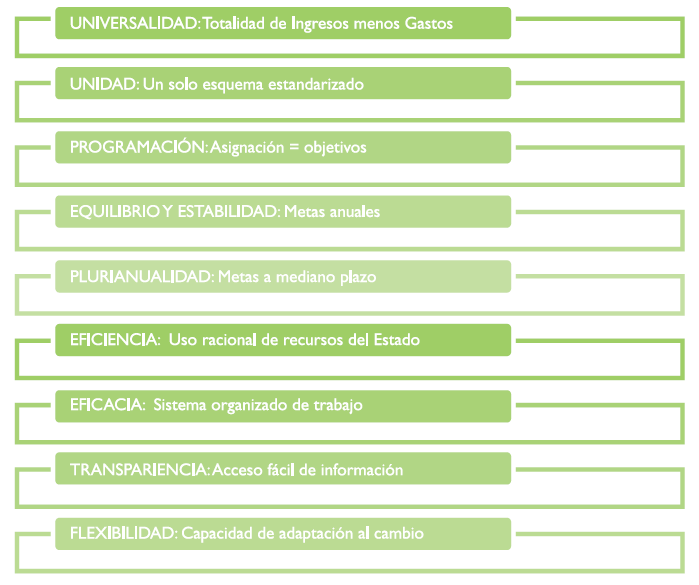 UNIVERSALIDAD: Totalidad de Ingresos menos Gastos
UNIDAD: Un solo esquema estandarizado
PROGRAMACIÓN: Asignación = objetivos
EQUILIBRIO Y ESTABILIDAD: Metas anuales
PLURIANUALIDAD: Metas a mediano plazo
EFICIENCIA: Uso racional de recursos del Estado
EFICACIA: Sistema organizado de trabajo
TRANSPARIENCIA: Acceso fácil de información
FLEXIBILIDAD: Capacidad de adaptación al cambio